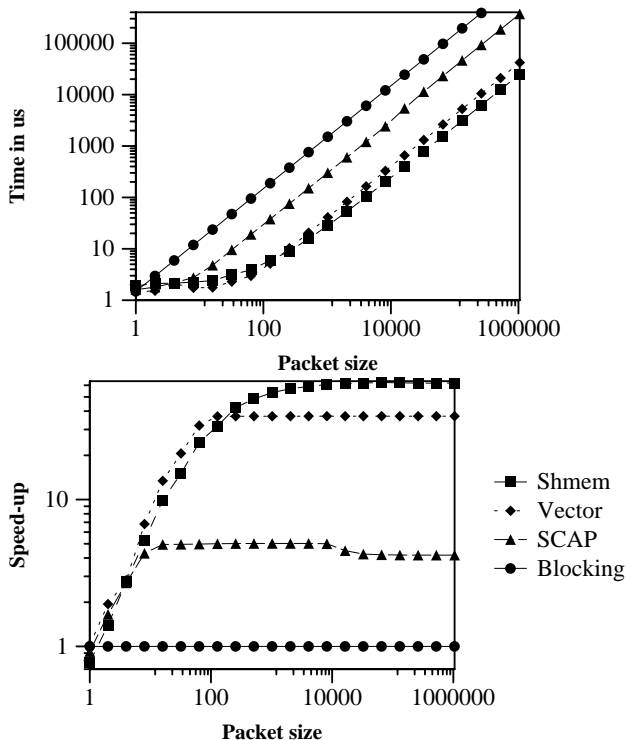 100000
10000
1000
100
10
1
Time in us
1 100 10000 1000000
Packet size
10
1
Speed-up
1 100 10000 1000000
Packet size
Shmem
Vector
SCAP
Blocking